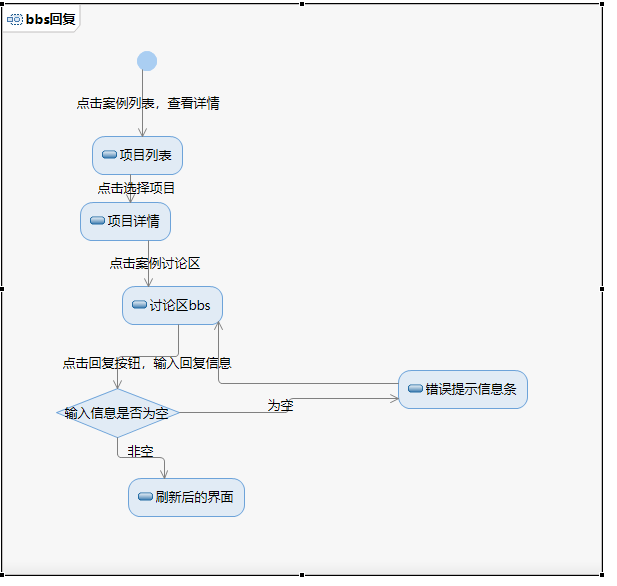 bbs回复
点击案例列表，查看详情
项目列表
点击选择项目
项目详情
点击案例讨论区
讨论区bbs
点击回复按钮，输入回复信息
错误提示信息条
为空
输入信息是否为空
非空
刷新后的界面